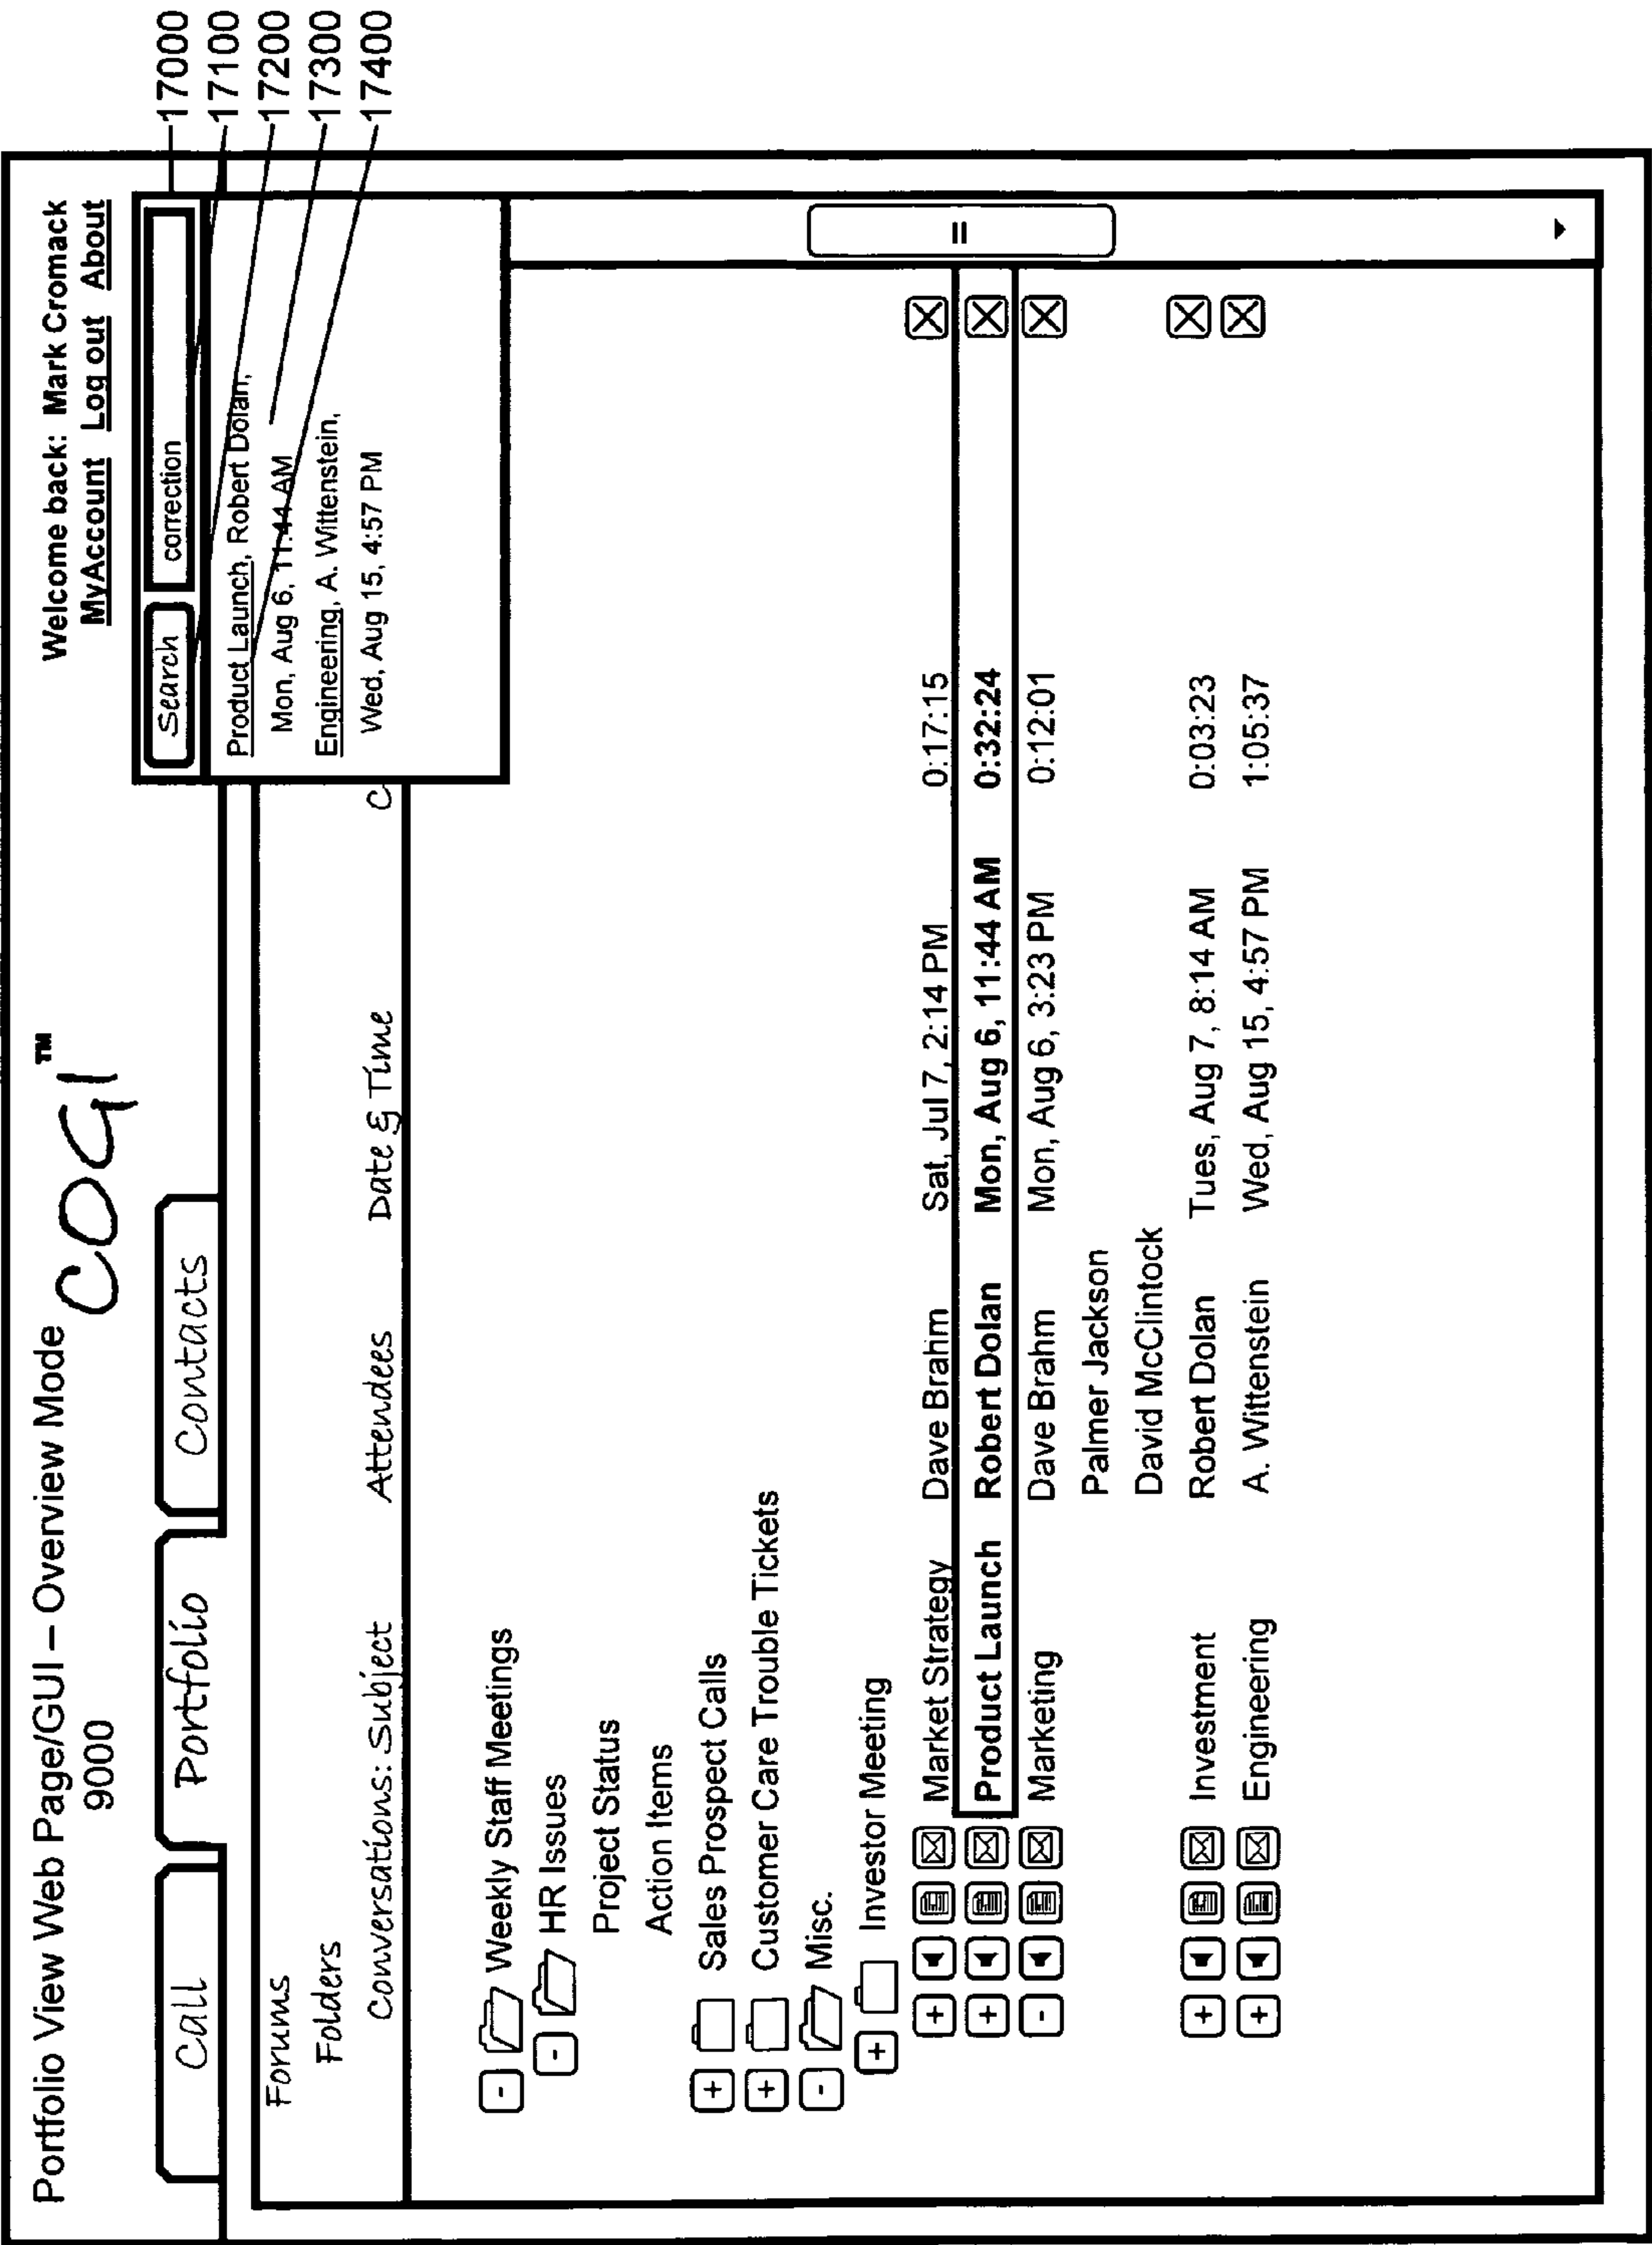 Portfolio View Web Page/GUI – Overview Mode
9000
COGI™
Welcome back: Mark Cromack
MyAccount Log out About
Call Portfolio Contacts
Search correction
17000
17100
17200
17300
17400
Product Launch, Robert Dolan,
Mon, Aug 6, 11:44 AM
Engineering, A. Wittenstein,
Wed, Aug 15, 4:57 PM
Forums
Folders
Conversations: Subject Attendees Date & Time C
- Weekly Staff Meetings
- HR Issues
Project Status
Action Items
+ Sales Prospect Calls
+ Customer Care Trouble Tickets
- Misc.
+ Investor Meeting
+ Market Strategy Dave Brahm Sat, Jul 7, 2:14 PM 0:17:15
+ Product Launch Robert Dolan Mon, Aug 6, 11:44 AM 0:32:24
- Marketing Dave Brahm Mon, Aug 6, 3:23 PM 0:12:01
Palmer Jackson
David McClintock
+ Investment Robert Dolan Tues, Aug 7, 8:14 AM 0:03:23
+ Engineering A. Wittenstein Wed, Aug 15, 4:57 PM 1:05:37